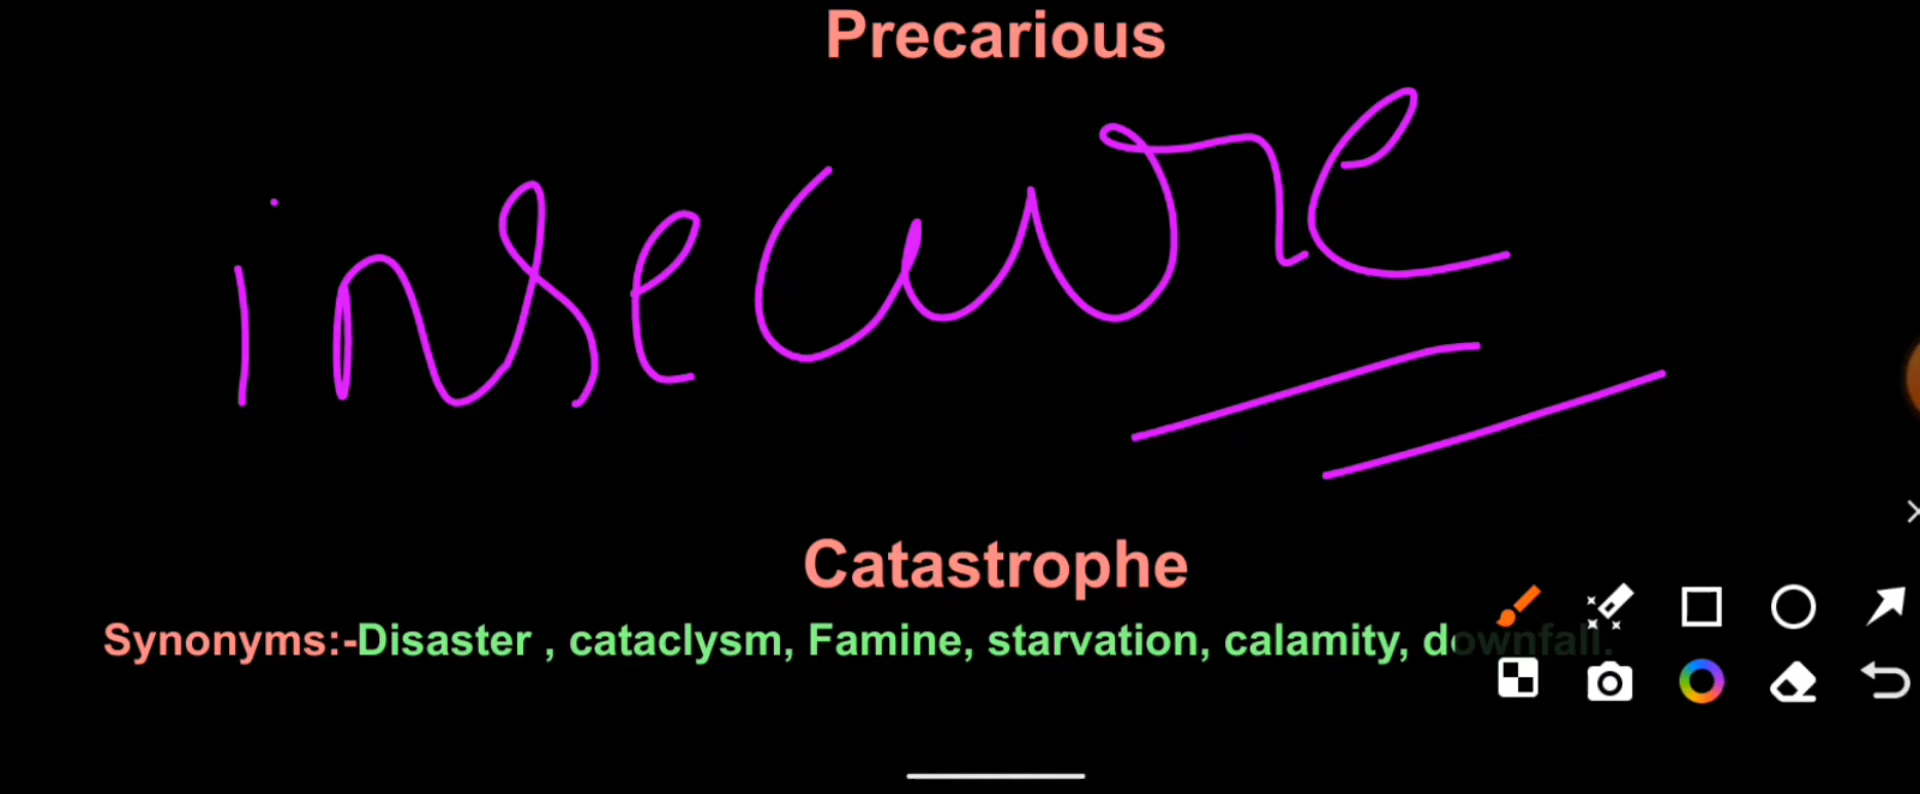 Precarious
insecure
Catastrophe
Synonyms:-Disaster , cataclysm, Famine, starvation, calamity, downfall.